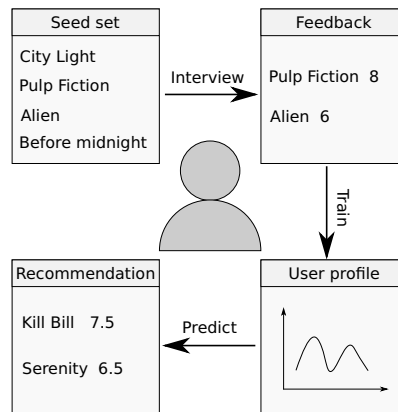 Seed set
City Light
Pulp Fiction
Alien
Before midnight
Interview
Feedback
Pulp Fiction 8
Alien 6
Train
User profile
Predict
Recommendation
Kill Bill 7.5
Serenity 6.5